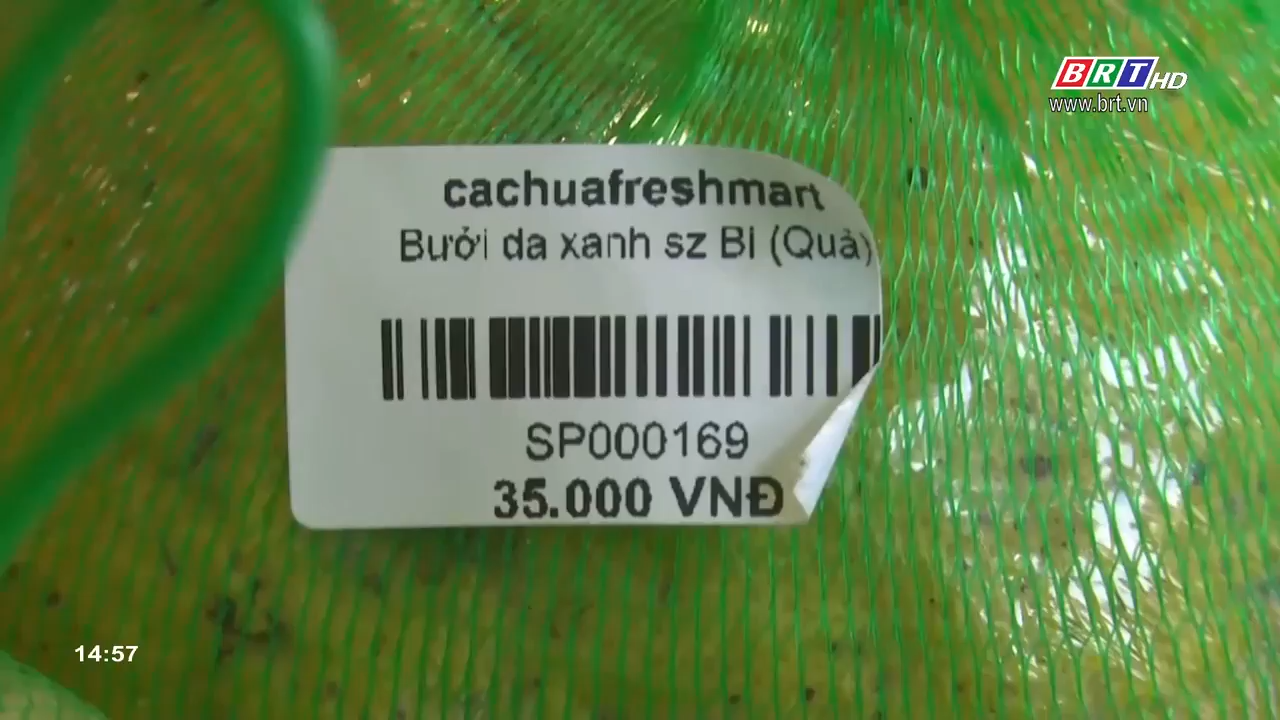 BRT HD
www.brt.vn
cachuafreshmart
Bưởi da xanh sz Bi (Quả)
SP000169
35.000 VNĐ
14:57